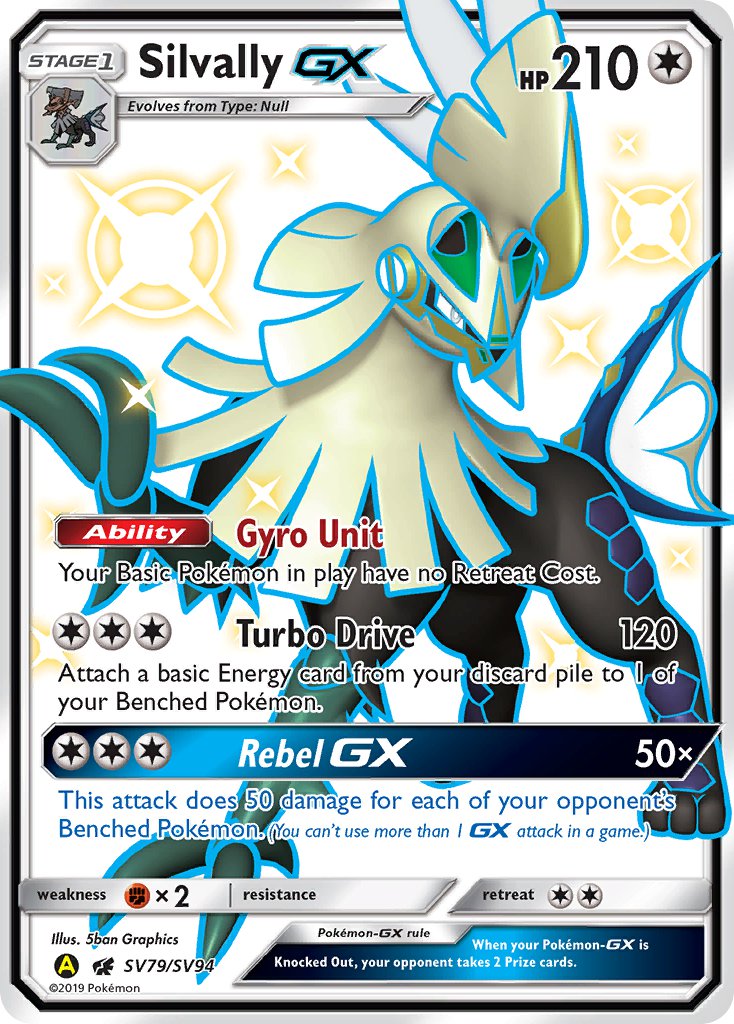 STAGE1 Silvally GX HP210
Evolves from Type: Null
Ability Gyro Unit
Your Basic Pokémon in play have no Retreat Cost.
Turbo Drive 120
Attach a basic Energy card from your discard pile to 1 of
your Benched Pokémon.
Rebel GX 50×
This attack does 50 damage for each of your opponent's
Benched Pokémon. (You can't use more than 1 GX attack in a game.)
weakness × 2 resistance retreat
Illus. 5ban Graphics
Pokémon-GX rule
When your Pokémon-GX is
Knocked Out, your opponent takes 2 Prize cards.
A SV79/SV94
©2019 Pokémon